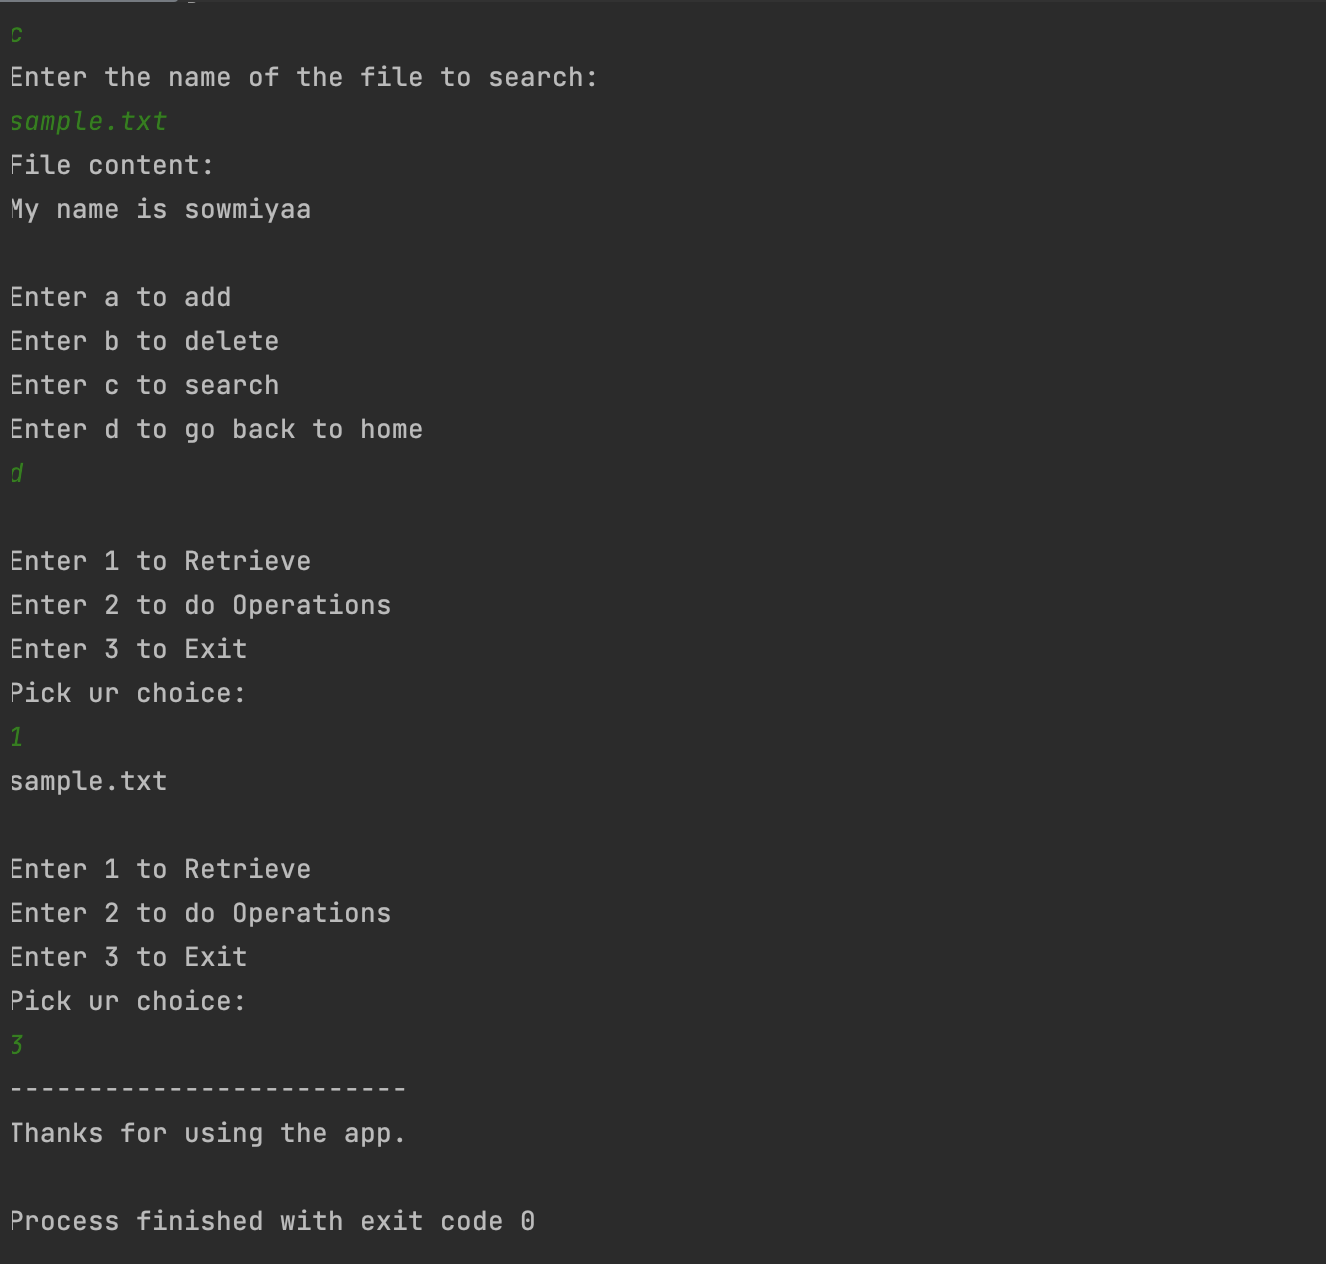 c
Enter the name of the file to search:
sample.txt
File content:
My name is sowmiyaa
Enter a to add
Enter b to delete
Enter c to search
Enter d to go back to home
d
Enter 1 to Retrieve
Enter 2 to do Operations
Enter 3 to Exit
Pick ur choice:
1
sample.txt
Enter 1 to Retrieve
Enter 2 to do Operations
Enter 3 to Exit
Pick ur choice:
3
-------------------------
Thanks for using the app.
Process finished with exit code 0